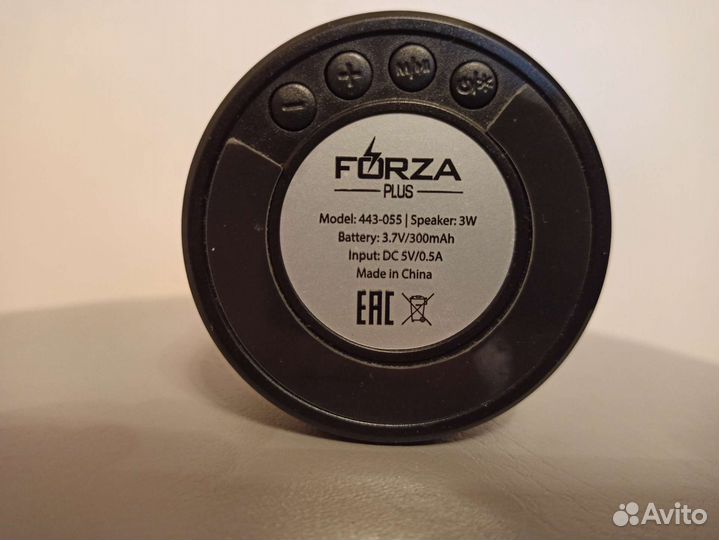 − + M/M
FORZA
PLUS
Model: 443-055 | Speaker: 3W
Battery: 3.7V/300mAh
Input: DC 5V/0.5A
Made in China
EAC
Avito